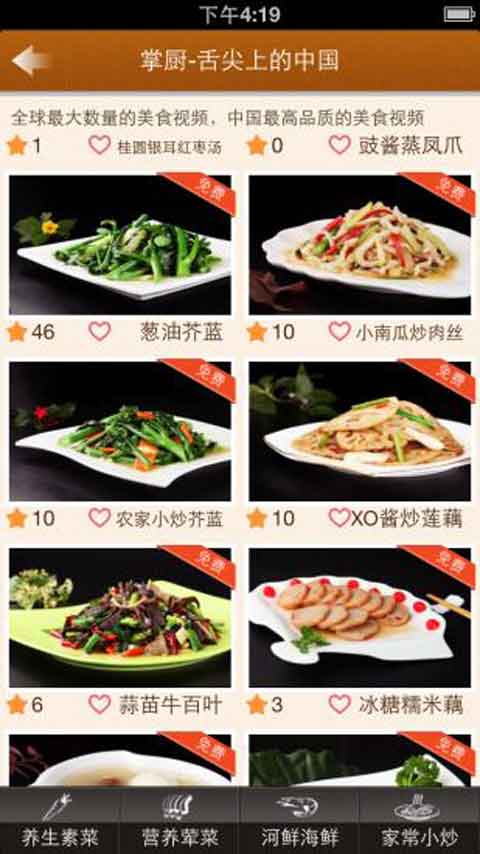 下午4:19
掌厨-舌尖上的中国
全球最大数量的美食视频，中国最高品质的美食视频
1 桂圆银耳红枣汤 0 豉酱蒸凤爪
免费 免费
46 葱油芥蓝 10 小南瓜炒肉丝
免费 免费
10 农家小炒芥蓝 10 XO酱炒莲藕
免费 免费
6 蒜苗牛百叶 3 冰糖糯米藕
免费 免费
养生素菜 营养荤菜 河鲜海鲜 家常小炒